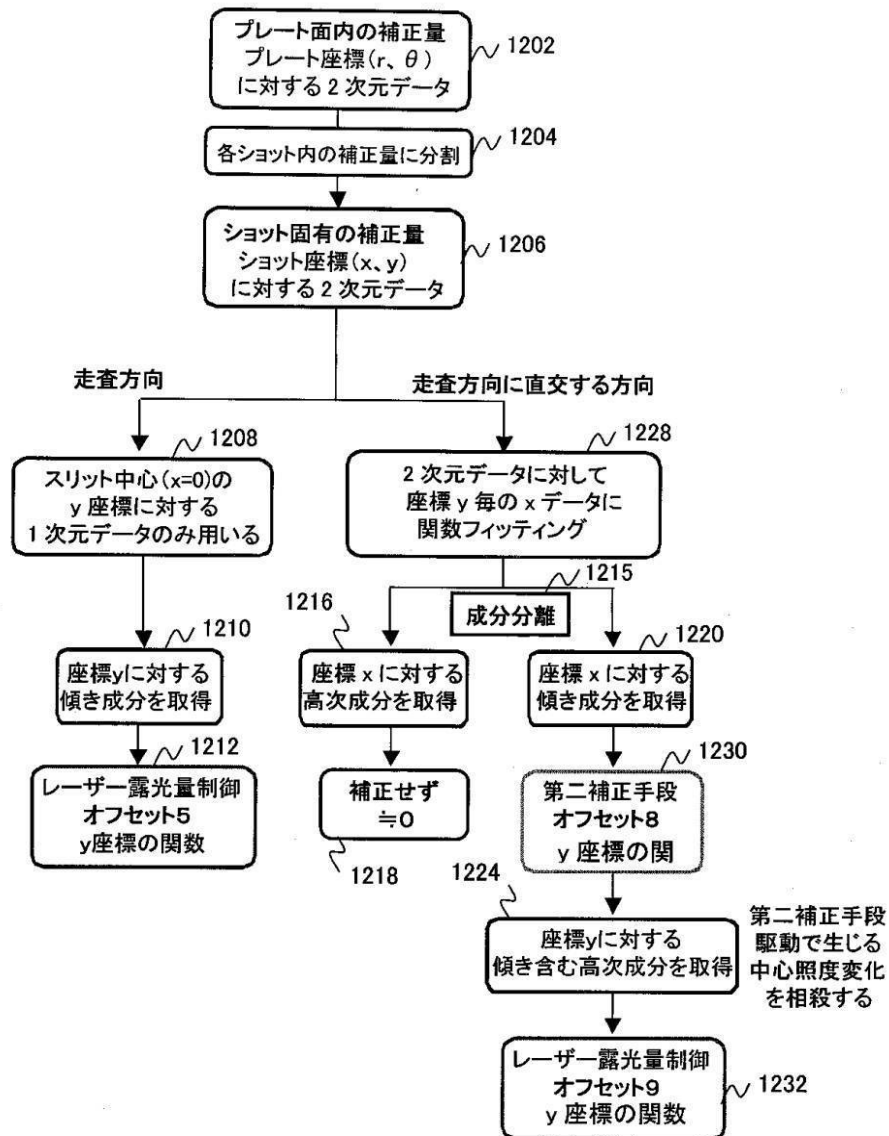 プレート面内の補正量
プレート座標(r、θ)
に対する2次元データ
1202
各ショット内の補正量に分割
1204
ショット固有の補正量
ショット座標(x、y)
に対する2次元データ
1206
走査方向
走査方向に直交する方向
1208
スリット中心(x=0)の
y座標に対する
1次元データのみ用いる
1228
2次元データに対して
座標y毎のxデータに
関数フィッティング
1215
成分分離
1210
座標yに対する
傾き成分を取得
1216
座標xに対する
高次成分を取得
1220
座標xに対する
傾き成分を取得
1212
レーザー露光量制御
オフセット5
y座標の関数
補正せず
≒0
1218
1230
第二補正手段
オフセット8
y座標の関
1224
座標yに対する
傾き含む高次成分を取得
第二補正手段
駆動で生じる
中心照度変化
を相殺する
レーザー露光量制御
オフセット9
y座標の関数
1232